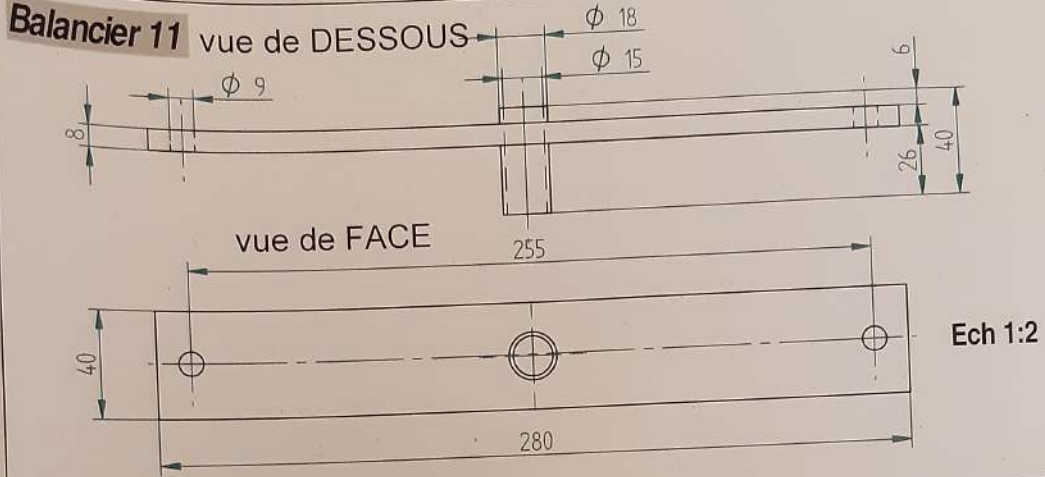 Balancier 11 vue de DESSOUS
ϕ 18
ϕ 15
ϕ 9
6
8
40
26
vue de FACE
255
40
Ech 1:2
280